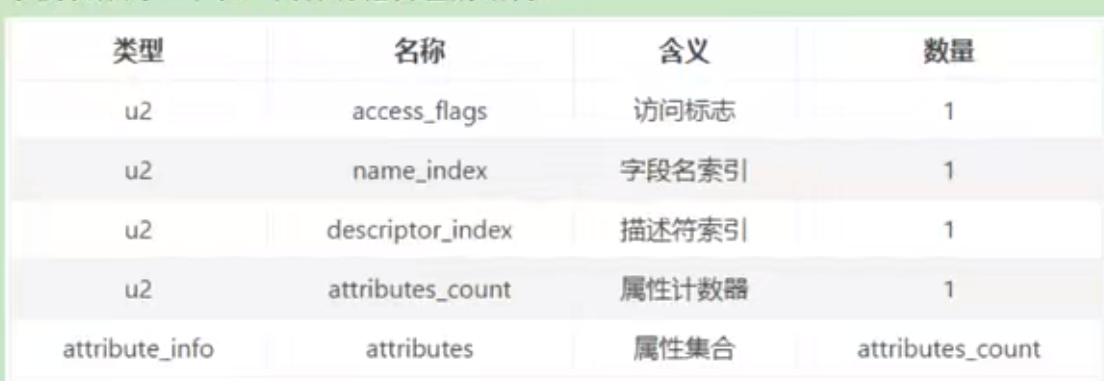 类型 名称 含义 数量
u2 access_flags 访问标志 1
u2 name_index 字段名索引 1
u2 descriptor_index 描述符索引 1
u2 attributes_count 属性计数器 1
attribute_info attributes 属性集合 attributes_count